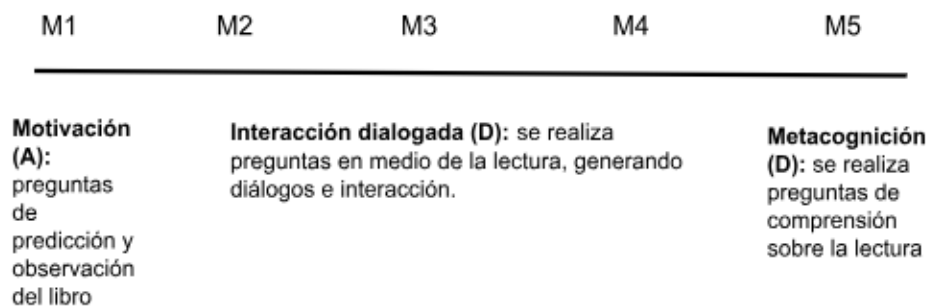 M1 M2 M3 M4 M5
Motivación
(A):
preguntas
de
predicción y
observación
del libro
Interacción dialogada (D): se realiza
preguntas en medio de la lectura, generando
diálogos e interacción.
Metacognición
(D): se realiza
preguntas de
comprensión
sobre la lectura